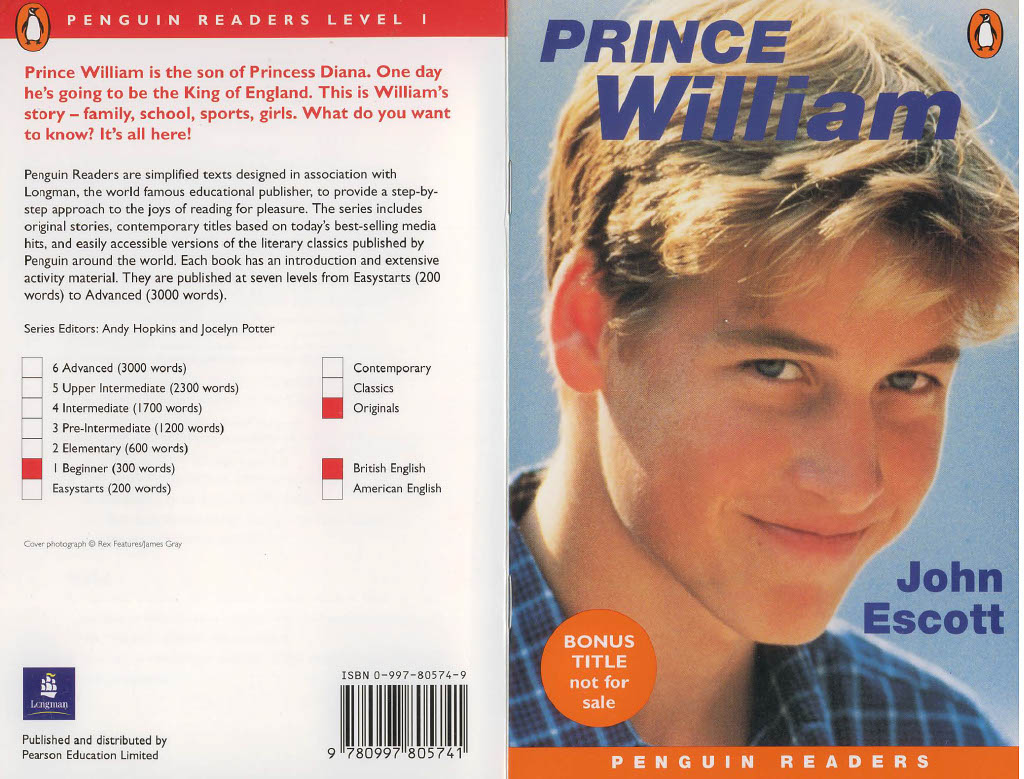 PENGUIN READERS LEVEL 1
Prince William is the son of Princess Diana. One day
he's going to be the King of England. This is William's
story – family, school, sports, girls. What do you want
to know? It's all here!
Penguin Readers are simplified texts designed in association with
Longman, the world famous educational publisher, to provide a step-by-
step approach to the joys of reading for pleasure. The series includes
original stories, contemporary titles based on today's best-selling media
hits, and easily accessible versions of the literary classics published by
Penguin around the world. Each book has an introduction and extensive
activity material. They are published at seven levels from Easystarts (200
words) to Advanced (3000 words).
Series Editors: Andy Hopkins and Jocelyn Potter
6 Advanced (3000 words)
5 Upper Intermediate (2300 words)
4 Intermediate (1700 words)
3 Pre-Intermediate (1200 words)
2 Elementary (600 words)
1 Beginner (300 words)
Easystarts (200 words)
Contemporary
Classics
Originals
British English
American English
Cover photograph © Rex Features/James Gray
Longman
Published and distributed by
Pearson Education Limited
ISBN 0-997-80574-9
9 780997 805741
PRINCE
William
John
Escott
BONUS
TITLE
not for
sale
PENGUIN READERS